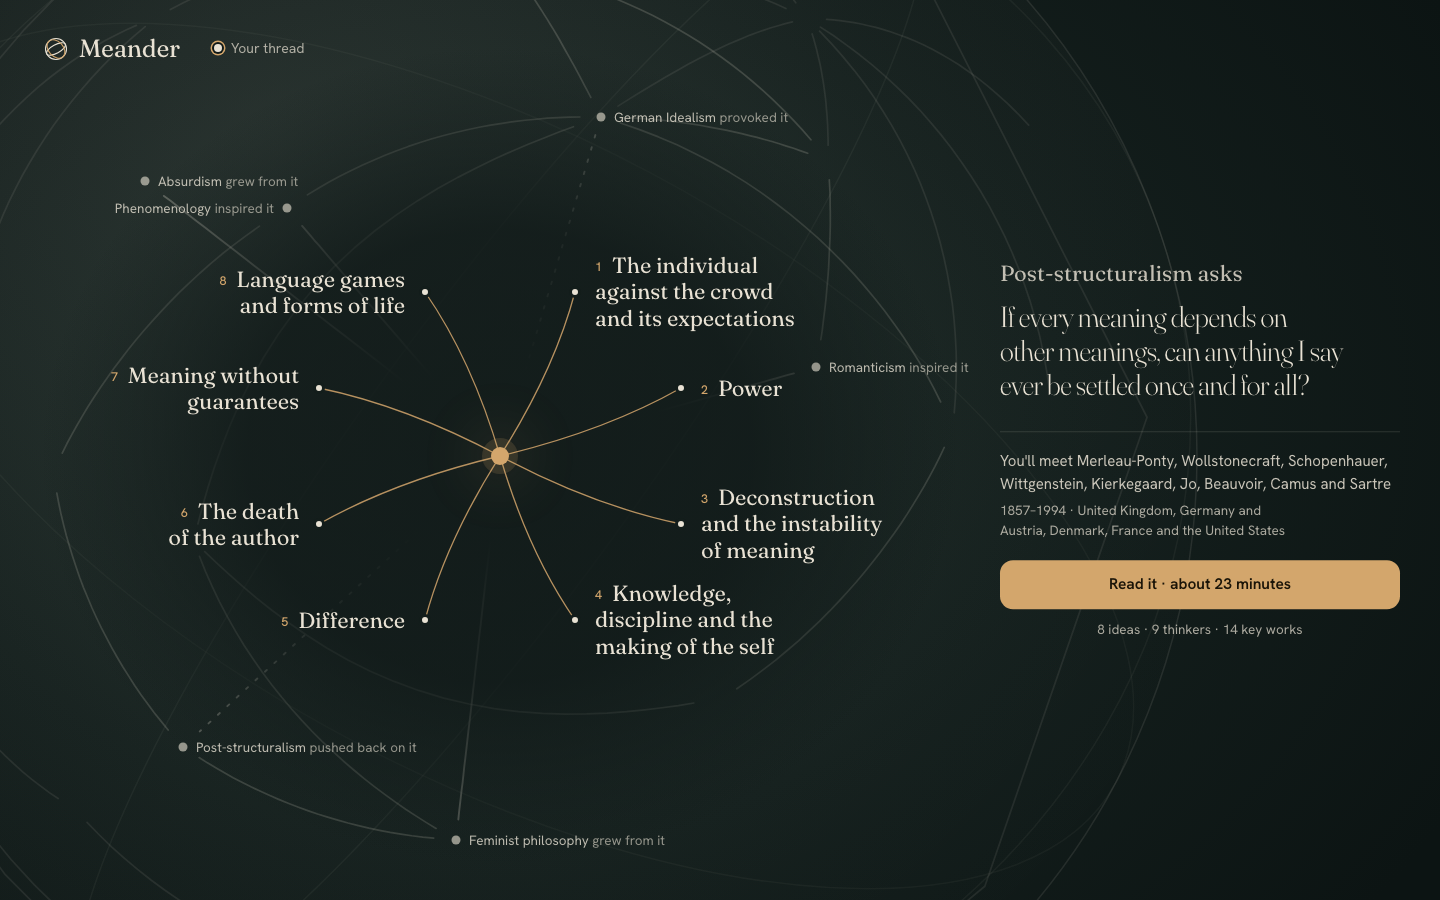 Meander
Your thread
German Idealism provoked it
Absurdism grew from it
Phenomenology inspired it
8 Language games
and forms of life
1 The individual
against the crowd
and its expectations
7 Meaning without
guarantees
Romanticism inspired it
2 Power
6 The death
of the author
3 Deconstruction
and the instability
of meaning
5 Difference
4 Knowledge,
discipline and the
making of the self
Post-structuralism pushed back on it
Feminist philosophy grew from it
Post-structuralism asks
If every meaning depends on
other meanings, can anything I say
ever be settled once and for all?
You'll meet Merleau-Ponty, Wollstonecraft, Schopenhauer,
Wittgenstein, Kierkegaard, Jo, Beauvoir, Camus and Sartre
1857–1994 · United Kingdom, Germany and
Austria, Denmark, France and the United States
Read it · about 23 minutes
8 ideas · 9 thinkers · 14 key works